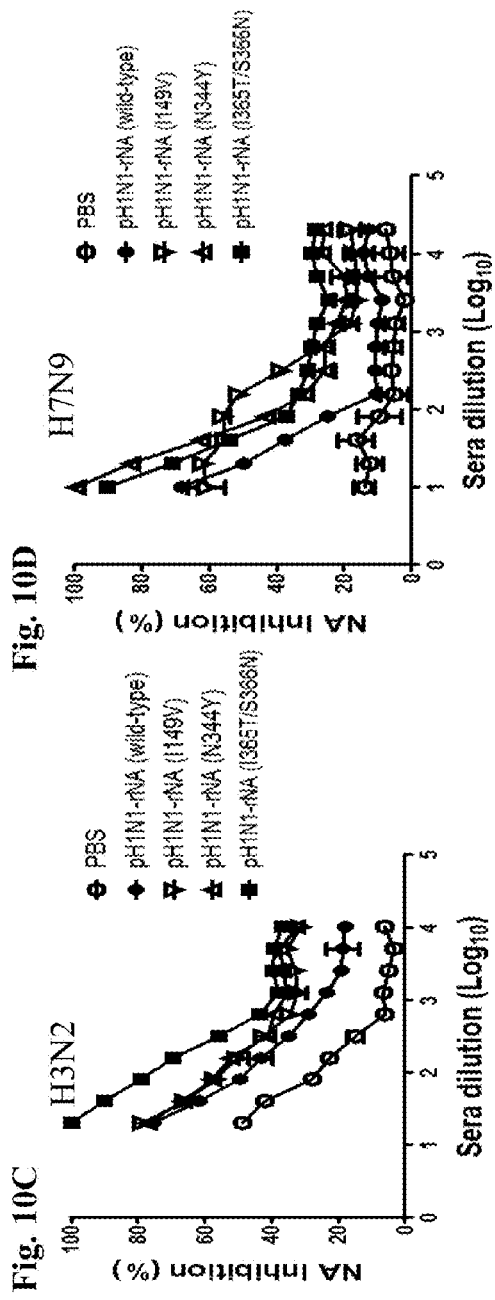 Fig. 10C
H3N2
PBS
pH1N1-rNA (wild-type)
pH1N1-rNA (I149V)
pH1N1-rNA (N344Y)
pH1N1-rNA (I365T/S366N)
NA Inhibition (%)
100
80
60
40
20
0
0 1 2 3 4 5
Sera dilution (Log₁₀)
Fig. 10D
H7N9
PBS
pH1N1-rNA (wild-type)
pH1N1-rNA (I149V)
pH1N1-rNA (N344Y)
pH1N1-rNA (I365T/S366N)
NA Inhibition (%)
100
80
60
40
20
0
0 1 2 3 4 5
Sera dilution (Log₁₀)